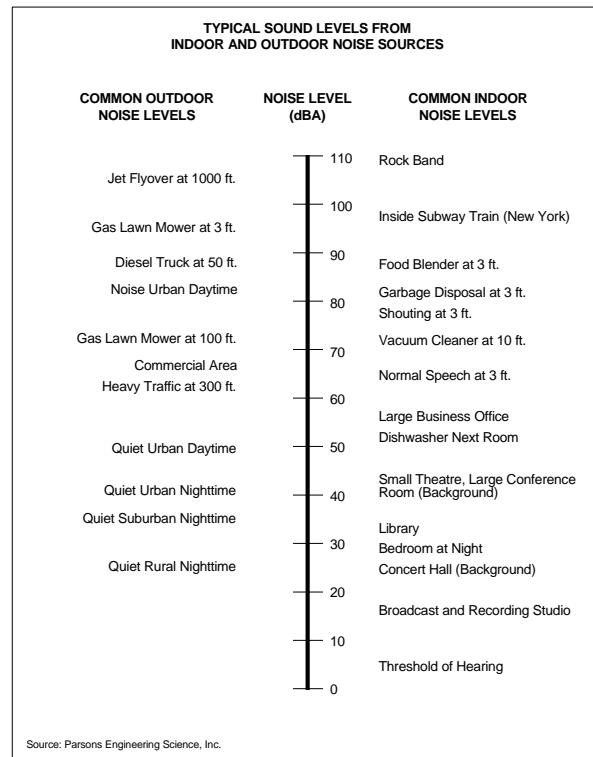 TYPICAL SOUND LEVELS FROM
INDOOR AND OUTDOOR NOISE SOURCES
COMMON OUTDOOR
NOISE LEVELS
NOISE LEVEL
(dBA)
COMMON INDOOR
NOISE LEVELS
110
Rock Band
Jet Flyover at 1000 ft.
100
Inside Subway Train (New York)
Gas Lawn Mower at 3 ft.
90
Diesel Truck at 50 ft.
Food Blender at 3 ft.
Noise Urban Daytime
Garbage Disposal at 3 ft.
80
Shouting at 3 ft.
Gas Lawn Mower at 100 ft.
Vacuum Cleaner at 10 ft.
70
Commercial Area
Normal Speech at 3 ft.
Heavy Traffic at 300 ft.
60
Large Business Office
Dishwasher Next Room
50
Quiet Urban Daytime
Small Theatre, Large Conference
Room (Background)
Quiet Urban Nighttime
40
Quiet Suburban Nighttime
Library
30
Bedroom at Night
Quiet Rural Nighttime
Concert Hall (Background)
20
Broadcast and Recording Studio
10
Threshold of Hearing
0
Source: Parsons Engineering Science, Inc.